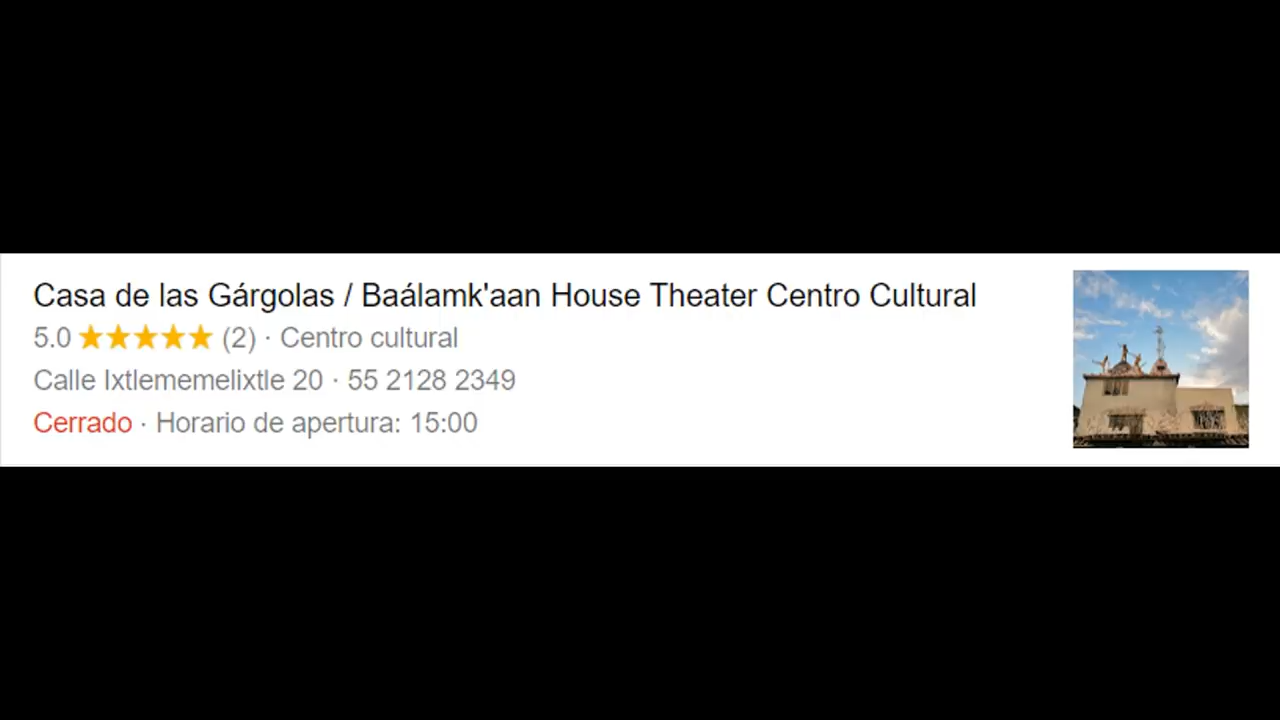 Casa de las Gárgolas / Baálamk'aan House Theater Centro Cultural
5.0 ★★★★★ (2) · Centro cultural
Calle Ixtlememelixtle 20 · 55 2128 2349
Cerrado · Horario de apertura: 15:00